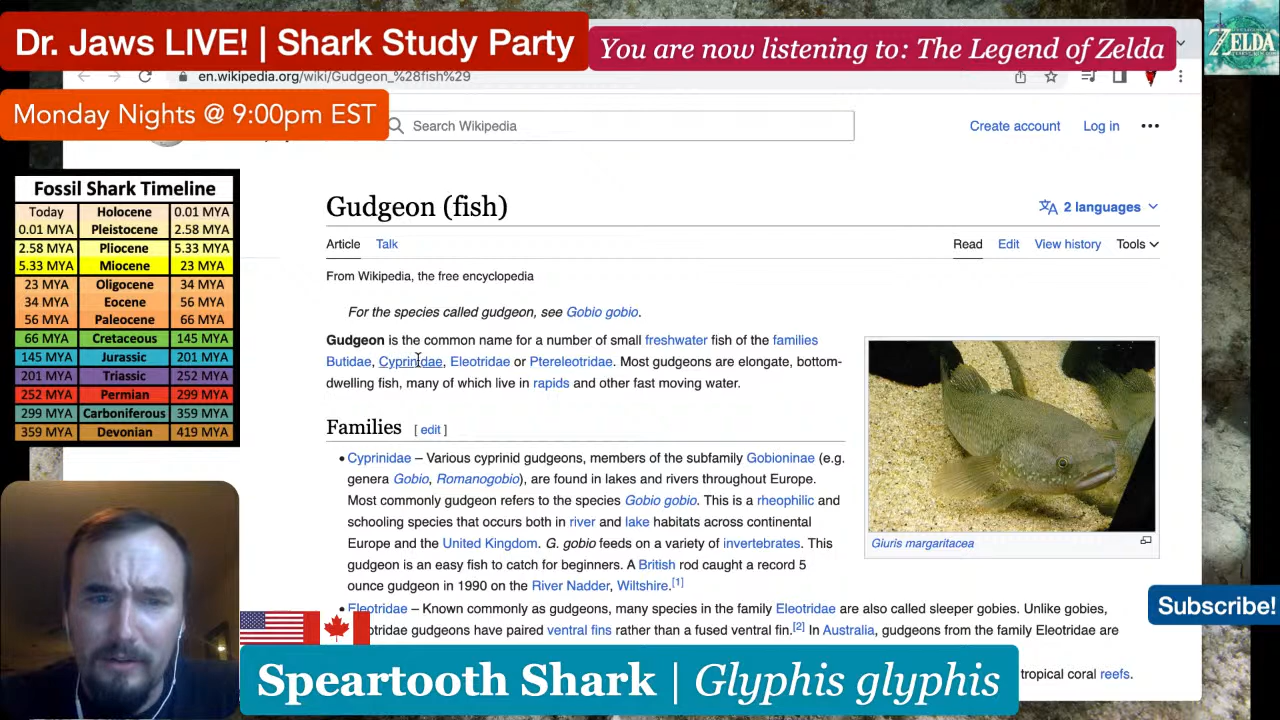 Dr. Jaws LIVE! | Shark Study Party
You are now listening to: The Legend of Zelda
ZELDA
en.wikipedia.org/wiki/Gudgeon_%28fish%29
Monday Nights @ 9:00pm EST
Search Wikipedia
Create account
Log in
Fossil Shark Timeline
Today Holocene 0.01 MYA
0.01 MYA Pleistocene 2.58 MYA
2.58 MYA Pliocene 5.33 MYA
5.33 MYA Miocene 23 MYA
23 MYA Oligocene 34 MYA
34 MYA Eocene 56 MYA
56 MYA Paleocene 66 MYA
66 MYA Cretaceous 145 MYA
145 MYA Jurassic 201 MYA
201 MYA Triassic 252 MYA
252 MYA Permian 299 MYA
299 MYA Carboniferous 359 MYA
359 MYA Devonian 419 MYA
Gudgeon (fish)
2 languages
Article Talk
Read Edit View history Tools
From Wikipedia, the free encyclopedia
For the species called gudgeon, see Gobio gobio.
Gudgeon is the common name for a number of small freshwater fish of the families
Butidae, Cyprinidae, Eleotridae or Ptereleotridae. Most gudgeons are elongate, bottom-
dwelling fish, many of which live in rapids and other fast moving water.
Families [ edit ]
• Cyprinidae – Various cyprinid gudgeons, members of the subfamily Gobioninae (e.g.
genera Gobio, Romanogobio), are found in lakes and rivers throughout Europe.
Most commonly gudgeon refers to the species Gobio gobio. This is a rheophilic and
schooling species that occurs both in river and lake habitats across continental
Europe and the United Kingdom. G. gobio feeds on a variety of invertebrates. This
gudgeon is an easy fish to catch for beginners. A British rod caught a record 5
ounce gudgeon in 1990 on the River Nadder, Wiltshire.[1]
Giuris margaritacea
• Eleotridae – Known commonly as gudgeons, many species in the family Eleotridae are also called sleeper gobies. Unlike gobies,
gudgeons have paired ventral fins rather than a fused ventral fin.[2] In Australia, gudgeons from the family Eleotridae are
tropical coral reefs.
Subscribe!
Speartooth Shark | Glyphis glyphis